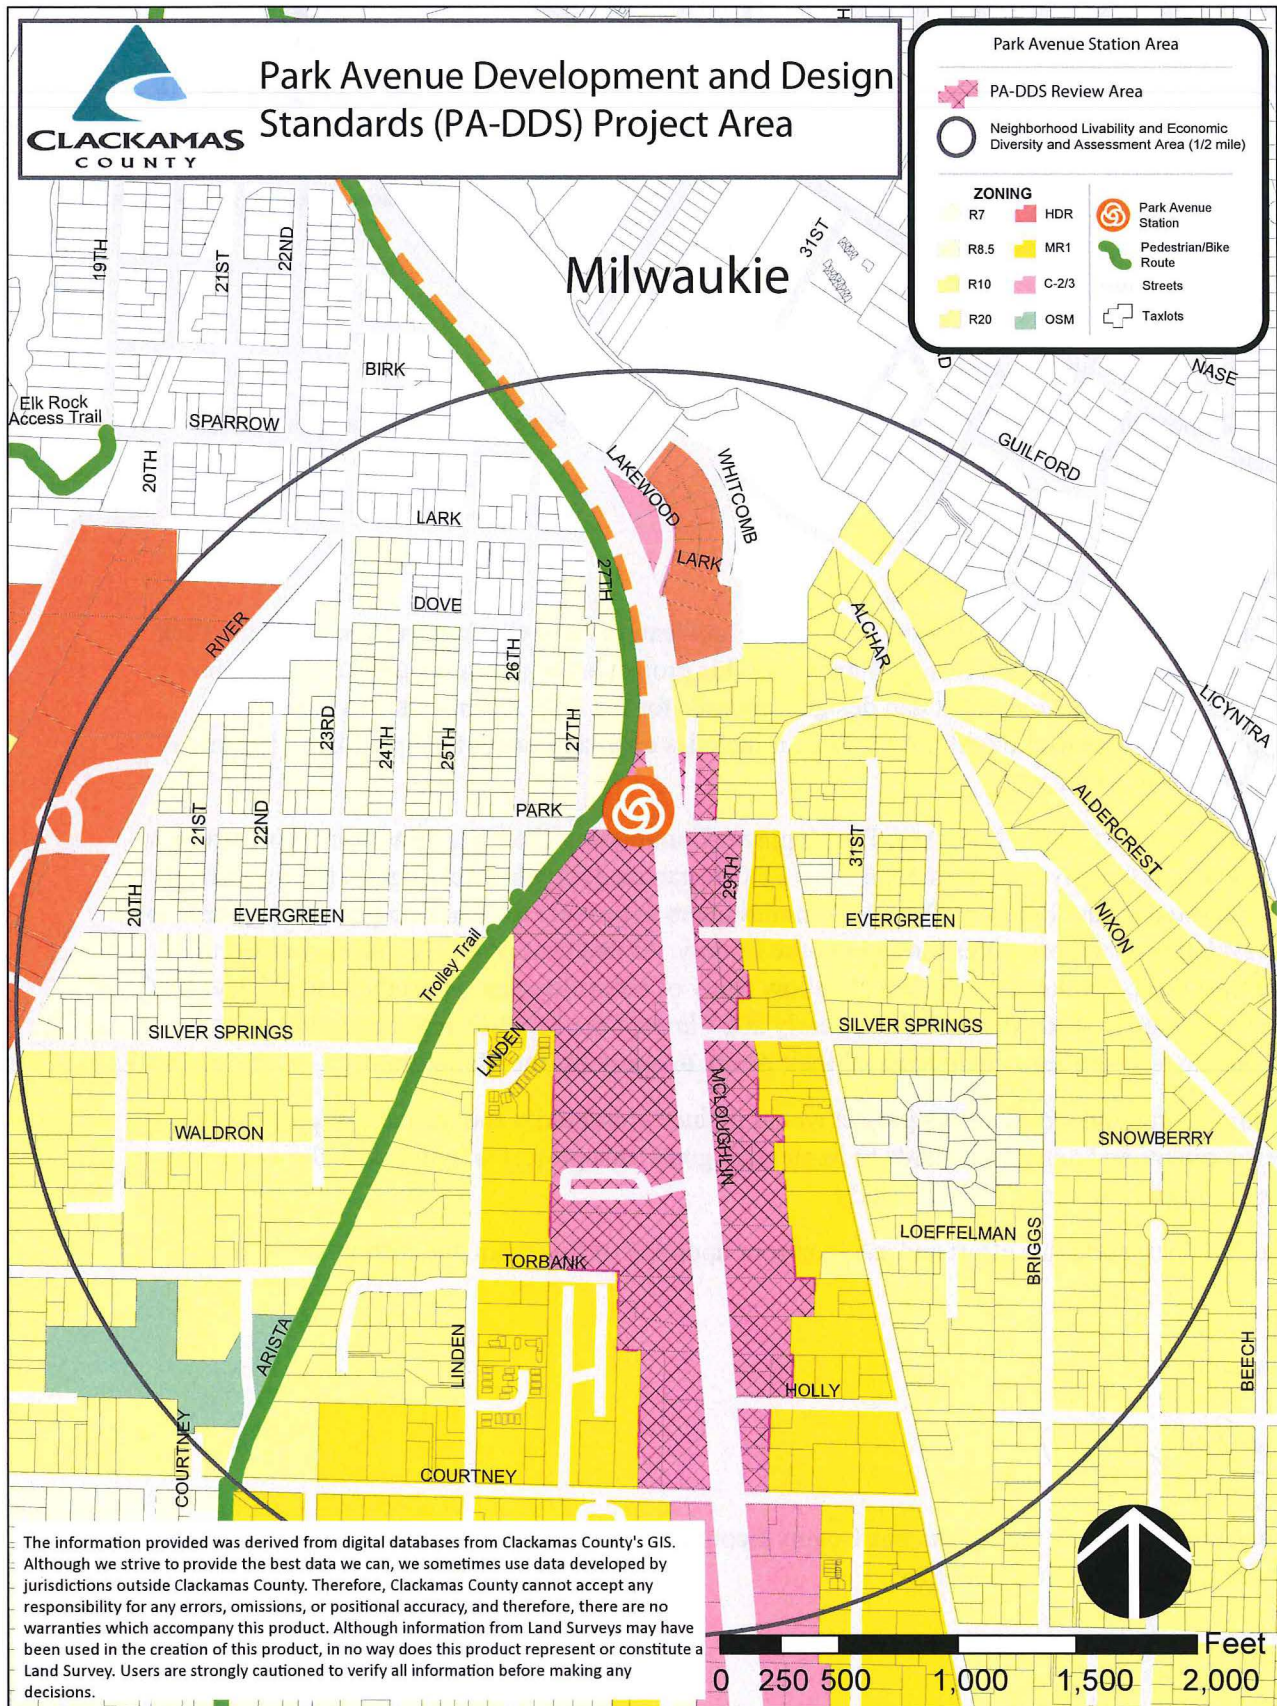 CLACKAMAS
COUNTY
Park Avenue Development and Design
Standards (PA-DDS) Project Area
Park Avenue Station Area
PA-DDS Review Area
Neighborhood Livability and Economic
Diversity and Assessment Area (1/2 mile)
ZONING
R7
HDR
Park Avenue
Station
R8.5
MR1
Pedestrian/Bike
Route
R10
C-2/3
Streets
R20
OSM
Taxlots
Milwaukie
19TH
21ST
22ND
31ST
BIRK
NASE
Elk Rock
Access Trail
SPARROW
20TH
GUILFORD
LAKEWOOD
WHITCOMB
LARK
LARK
27TH
DOVE
RIVER
ALCHAR
26TH
LICYNTRA
23RD
24TH
25TH
27TH
PARK
21ST
22ND
31ST
ALDERCREST
29TH
20TH
EVERGREEN
EVERGREEN
NIXON
Trolley Trail
SILVER SPRINGS
LINDEN
SILVER SPRINGS
MCLOUGHLIN
WALDRON
SNOWBERRY
LOEFFELMAN
BRIGGS
TORBANK
ARISTA
LINDEN
HOLLY
BEECH
COURTNEY
COURTNEY
The information provided was derived from digital databases from Clackamas County's GIS.
Although we strive to provide the best data we can, we sometimes use data developed by
jurisdictions outside Clackamas County. Therefore, Clackamas County cannot accept any
responsibility for any errors, omissions, or positional accuracy, and therefore, there are no
warranties which accompany this product. Although information from Land Surveys may have
been used in the creation of this product, in no way does this product represent or constitute a
Land Survey. Users are strongly cautioned to verify all information before making any
decisions.
Feet
0 250 500 1,000 1,500 2,000